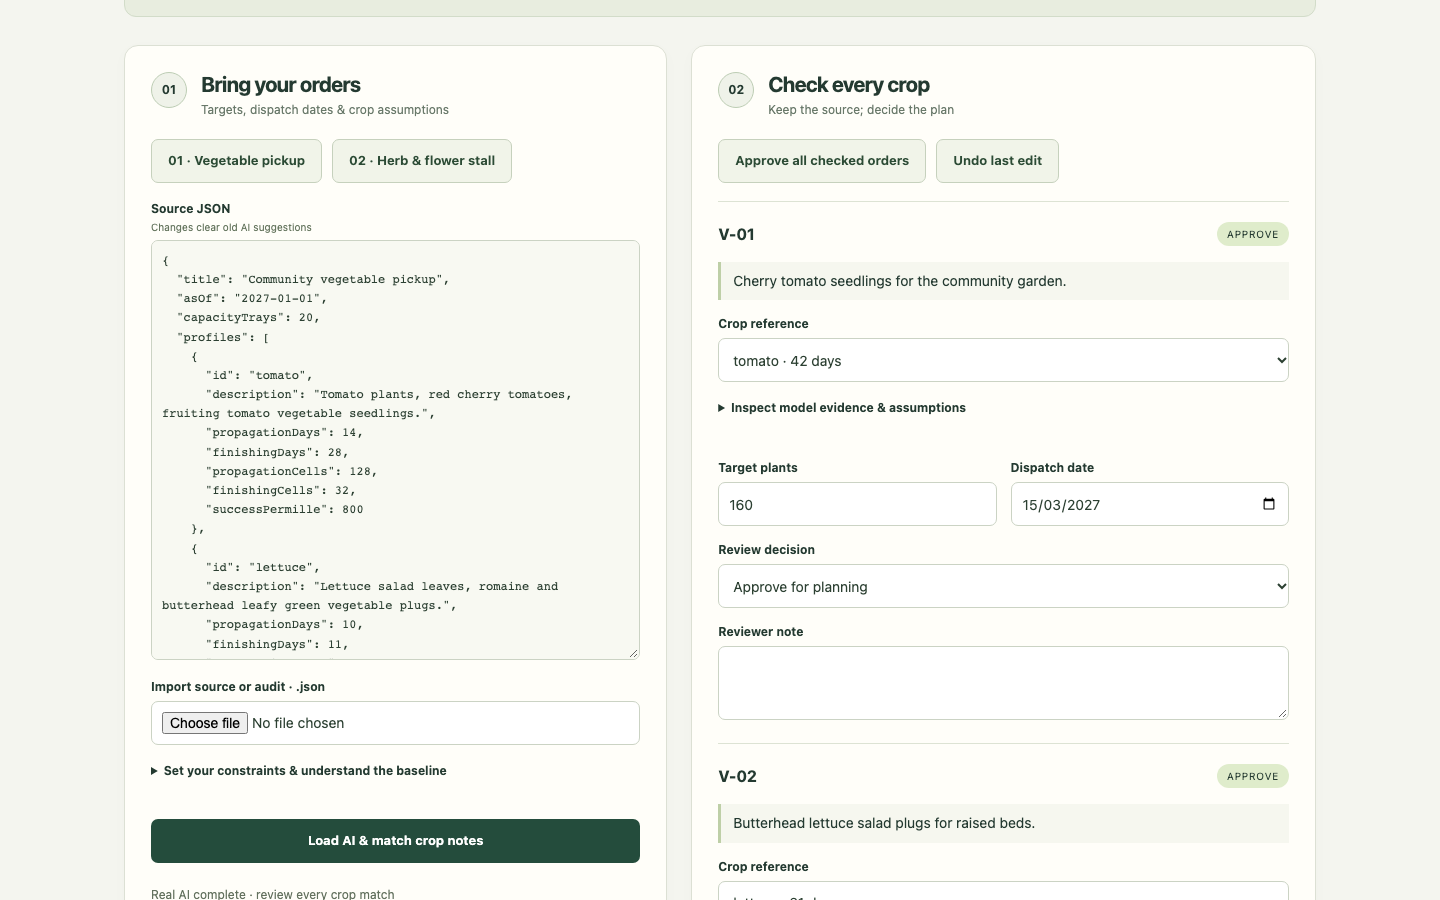 01
Bring your orders
Targets, dispatch dates & crop assumptions
01 · Vegetable pickup
02 · Herb & flower stall
Source JSON
Changes clear old AI suggestions
{
"title": "Community vegetable pickup",
"asOf": "2027-01-01",
"capacityTrays": 20,
"profiles": [
{
"id": "tomato",
"description": "Tomato plants, red cherry tomatoes,
fruiting tomato vegetable seedlings.",
"propagationDays": 14,
"finishingDays": 28,
"propagationCells": 128,
"finishingCells": 32,
"successPermille": 800
},
{
"id": "lettuce",
"description": "Lettuce salad leaves, romaine and
butterhead leafy green vegetable plugs.",
"propagationDays": 10,
"finishingDays": 11,
Import source or audit · .json
Choose file No file chosen
Set your constraints & understand the baseline
Load AI & match crop notes
Real AI complete · review every crop match
02
Check every crop
Keep the source; decide the plan
Approve all checked orders
Undo last edit
V-01
APPROVE
Cherry tomato seedlings for the community garden.
Crop reference
tomato · 42 days
Inspect model evidence & assumptions
Target plants
Dispatch date
160
15/03/2027
Review decision
Approve for planning
Reviewer note
V-02
APPROVE
Butterhead lettuce salad plugs for raised beds.
Crop reference